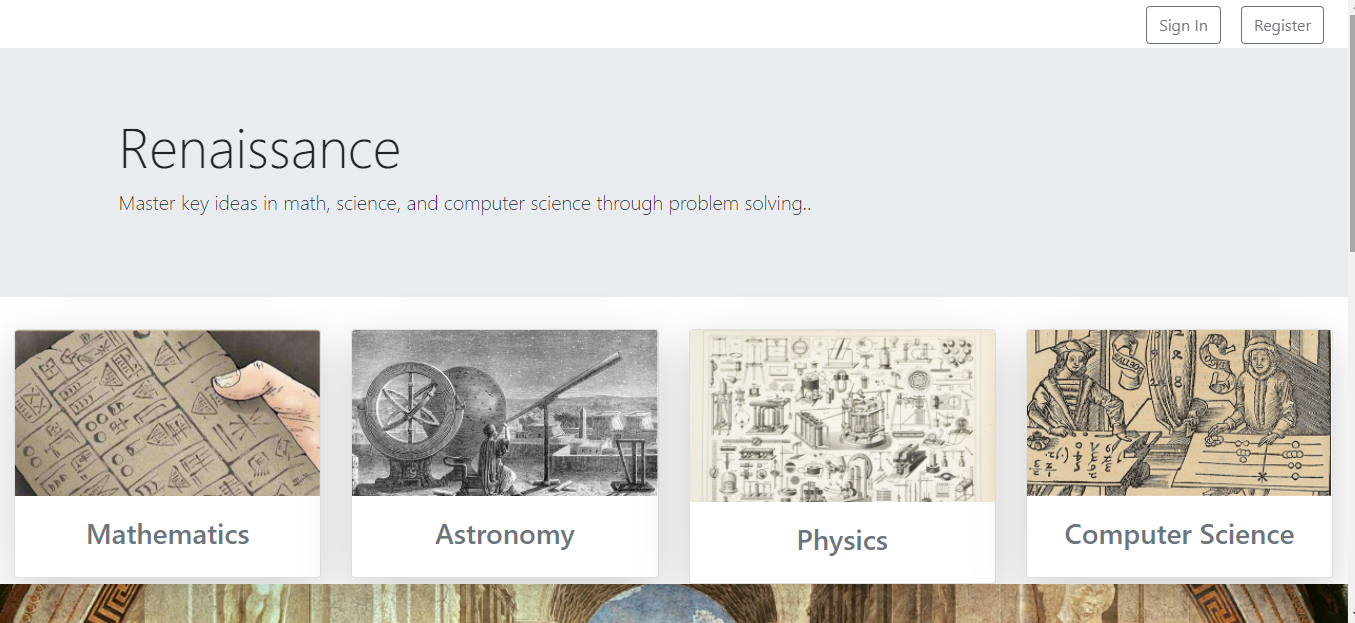 Sign In
Register
Renaissance
Master key ideas in math, science, and computer science through problem solving..
Mathematics
Astronomy
Physics
Computer Science